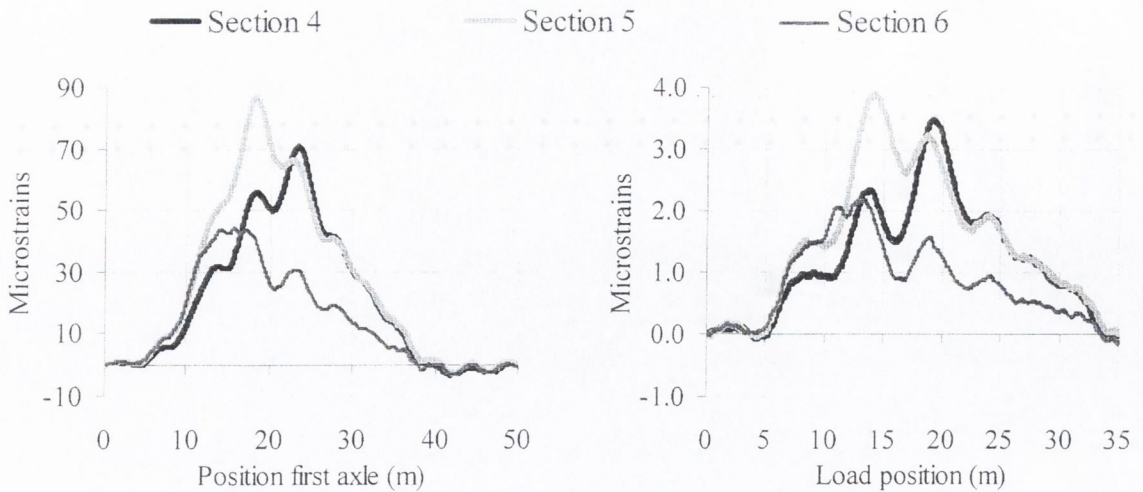 Section 4 Section 5 Section 6
90
70
50
30
10
-10
Microstrains
0 10 20 30 40 50
Position first axle (m)
4.0
3.0
2.0
1.0
0.0
-1.0
Microstrains
0 5 10 15 20 25 30 35
Load position (m)